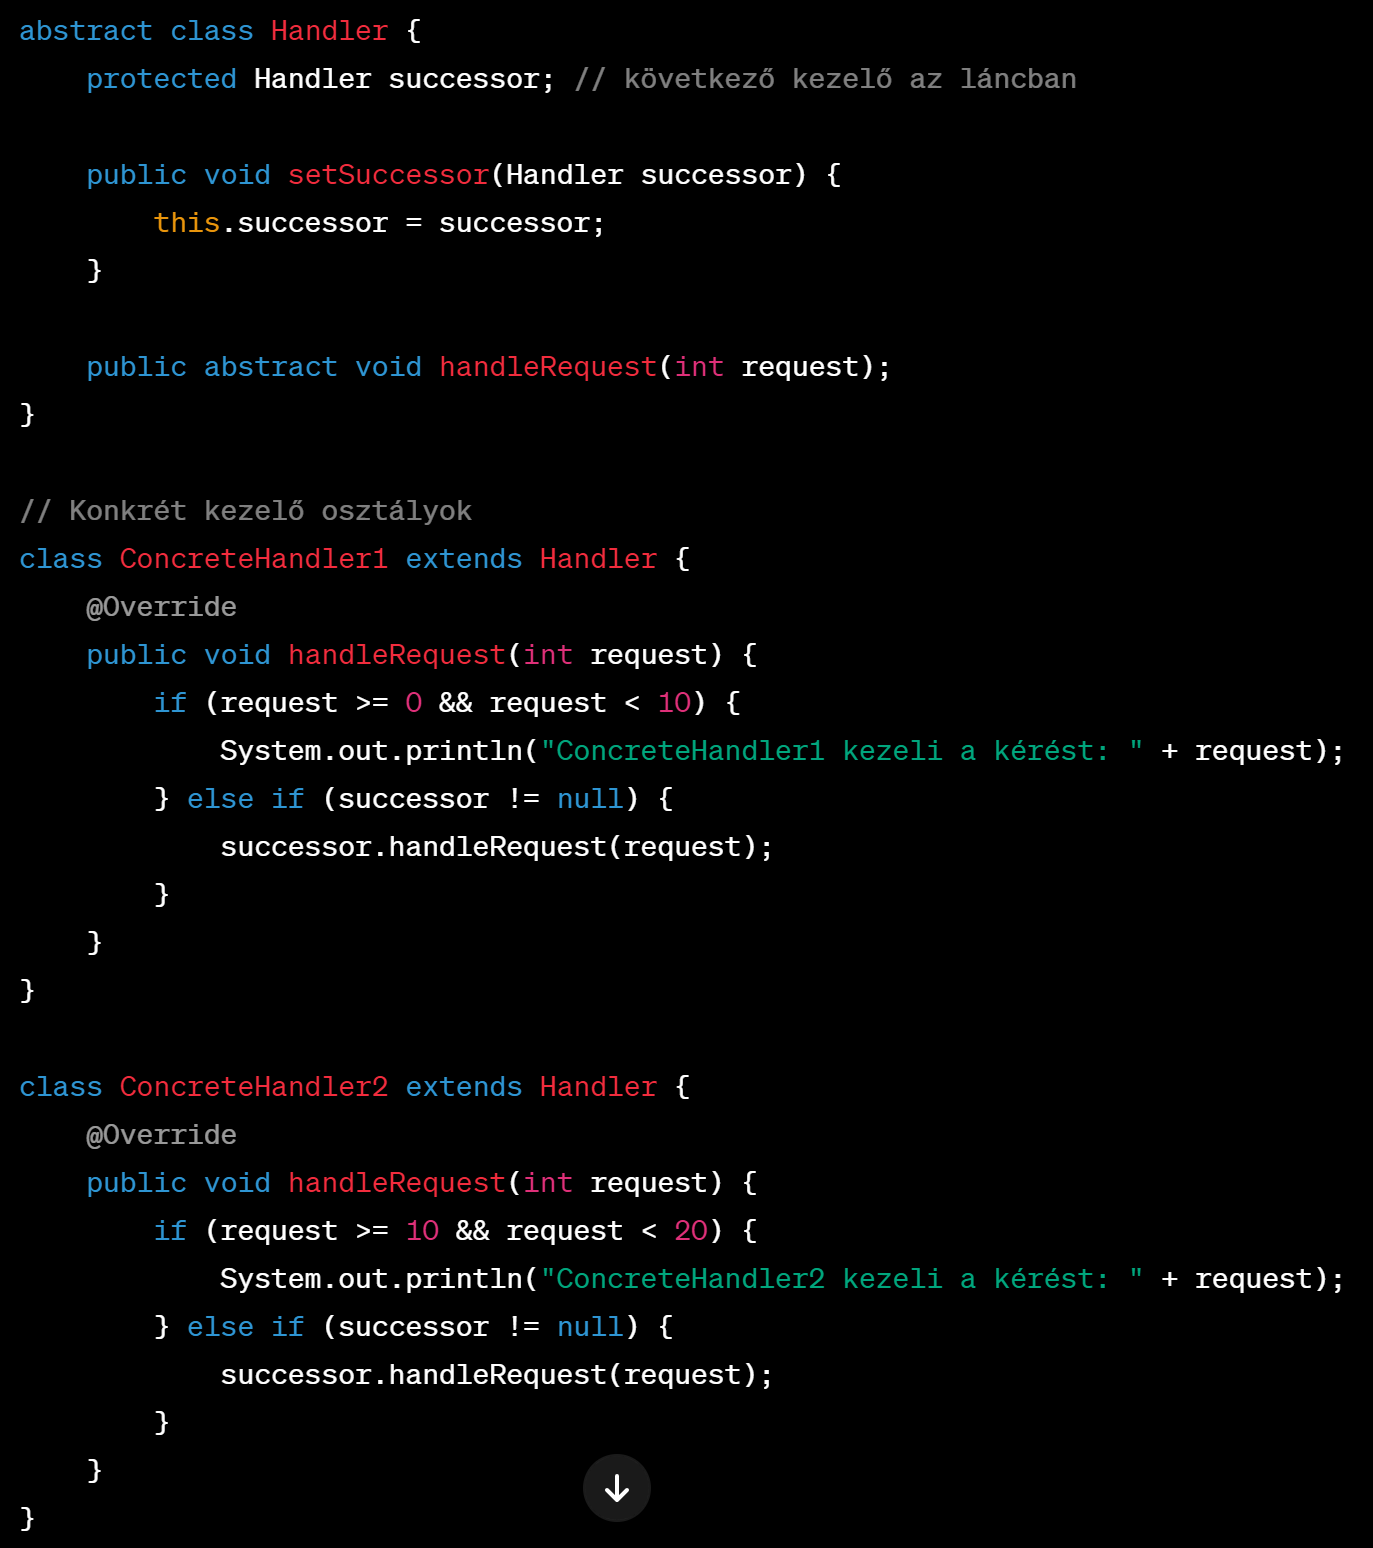 abstract class Handler {
    protected Handler successor; // következő kezelő az láncban

    public void setSuccessor(Handler successor) {
        this.successor = successor;
    }

    public abstract void handleRequest(int request);
}

// Konkrét kezelő osztályok
class ConcreteHandler1 extends Handler {
    @Override
    public void handleRequest(int request) {
        if (request >= 0 && request < 10) {
            System.out.println("ConcreteHandler1 kezeli a kérést: " + request);
        } else if (successor != null) {
            successor.handleRequest(request);
        }
    }
}

class ConcreteHandler2 extends Handler {
    @Override
    public void handleRequest(int request) {
        if (request >= 10 && request < 20) {
            System.out.println("ConcreteHandler2 kezeli a kérést: " + request);
        } else if (successor != null) {
            successor.handleRequest(request);
        }
    }
}